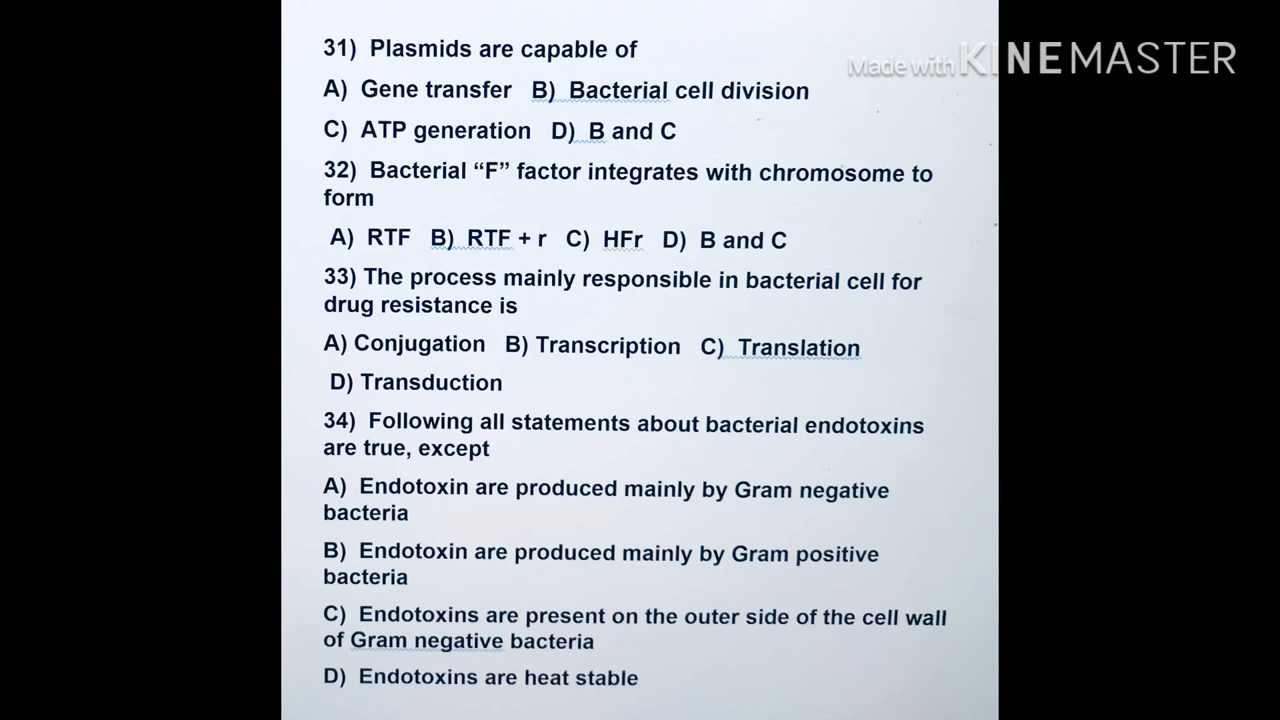 Made with KINEMASTER
31) Plasmids are capable of
A) Gene transfer B) Bacterial cell division
C) ATP generation D) B and C
32) Bacterial “F” factor integrates with chromosome to
form
A) RTF B) RTF + r C) HFr D) B and C
33) The process mainly responsible in bacterial cell for
drug resistance is
A) Conjugation B) Transcription C) Translation
D) Transduction
34) Following all statements about bacterial endotoxins
are true, except
A) Endotoxin are produced mainly by Gram negative
bacteria
B) Endotoxin are produced mainly by Gram positive
bacteria
C) Endotoxins are present on the outer side of the cell wall
of Gram negative bacteria
D) Endotoxins are heat stable